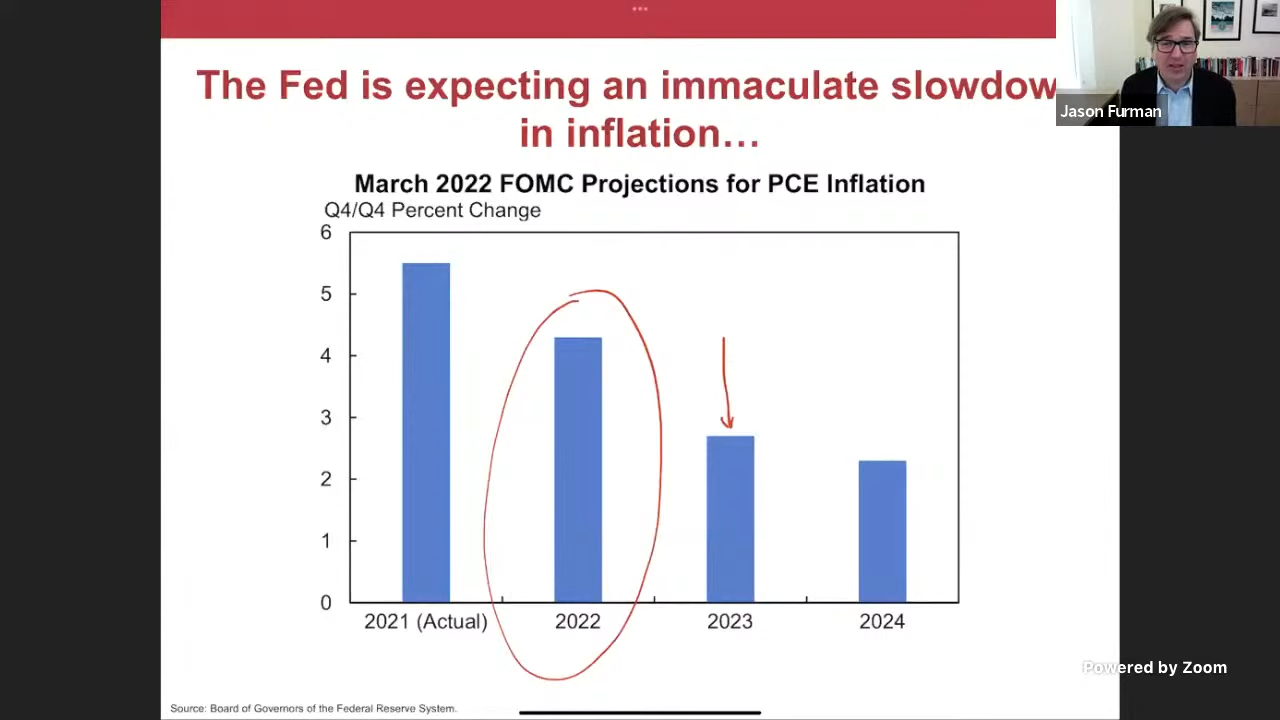 The Fed is expecting an immaculate slowdow
in inflation…
Jason Furman
March 2022 FOMC Projections for PCE Inflation
Q4/Q4 Percent Change
6
5
4
3
2
1
0
2021 (Actual)
2022
2023
2024
Powered by Zoom
Source: Board of Governors of the Federal Reserve System.